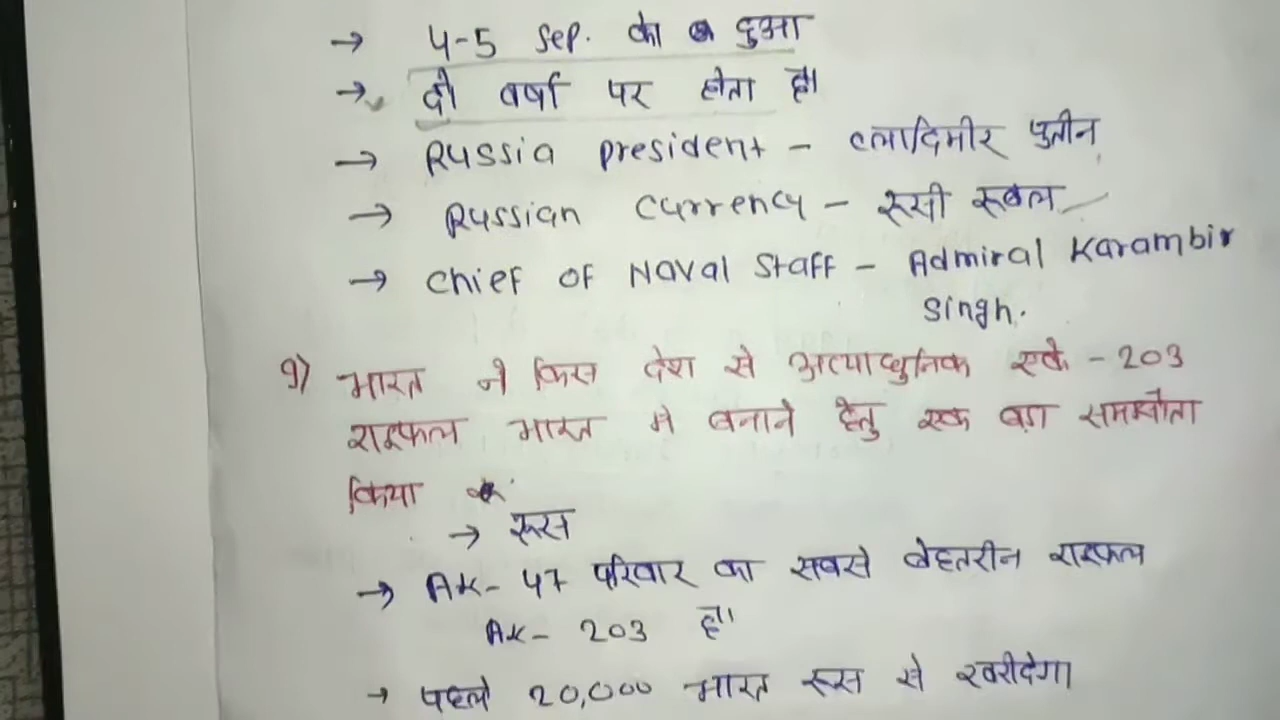 → 4-5 Sep. को हुआ
→ दो वर्षो पर होता है।
→ Russia president - व्लादिमीर पुतीन
→ Russian currency - रूसी रूबल
→ Chief of Naval Staff - Admiral Karambir
Singh.
9) भारत ने किस देश से अत्याधुनिक एके - 203
राइफल भारत मे बनाने हेतु एक बड़ा समझौता
किया
→ रूस
→ AK- 47 परिवार का सबसे बेहतरीन राइफल
AK- 203 है।
→ पहले 20,000 भारत रूस से खरीदेगा